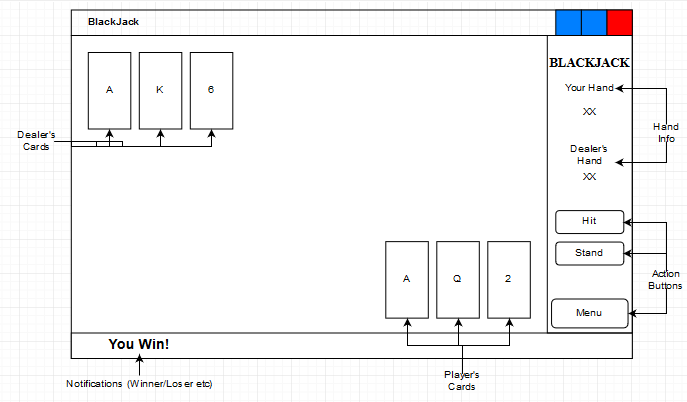 BlackJack
BLACKJACK
A K 6
Your Hand
XX
Hand
Info
Dealer's
Cards
Dealer's
Hand
XX
Hit
Stand
A Q 2
Action
Buttons
Menu
You Win!
Notifications (Winner/Loser etc)
Player's
Cards